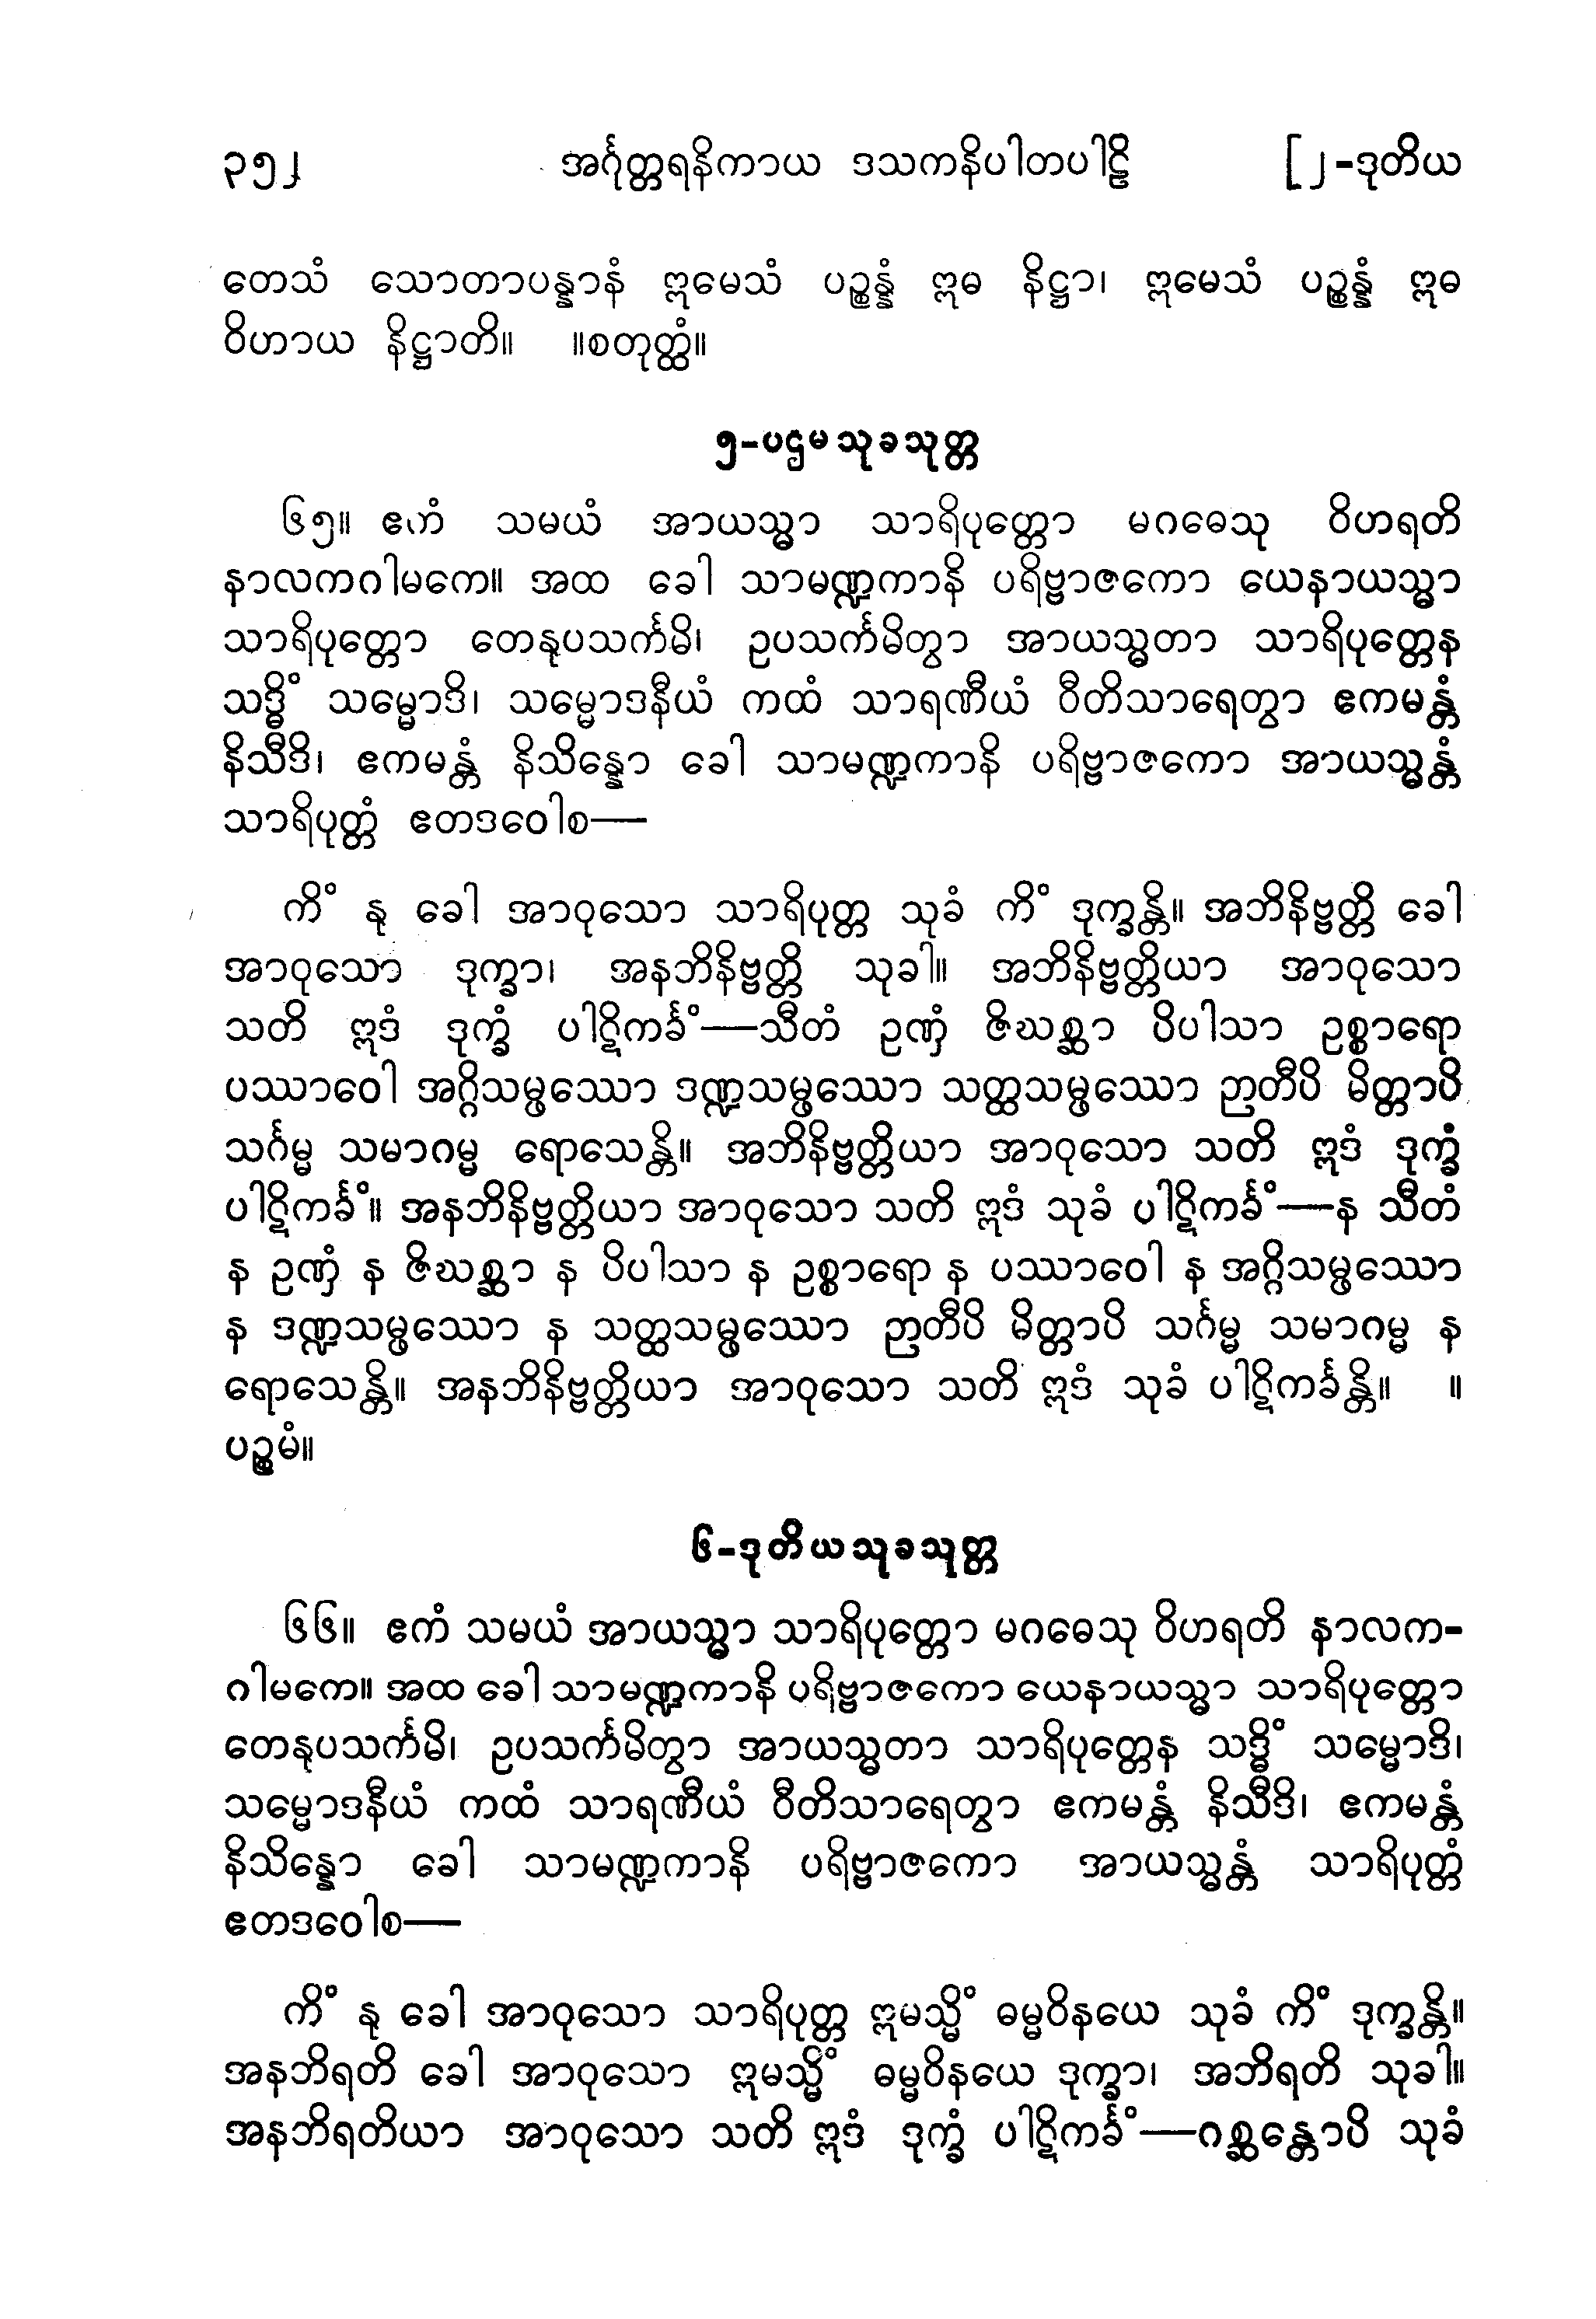 ၃၅၂ အင်္ဂုတ္တရနိကာယ ဒသကနိပါတပါဠိ [၂-ဒုတိယ
တေသံ သောတာပန္နာနံ ဣမေသံ ပဉ္စန္နံ ဣဓ နိဋ္ဌာ၊ ဣမေသံ ပဉ္စန္နံ ဣဓ
ဝိဟာယ နိဋ္ဌာတိ။ ။စတုတ္ထံ။
၅-ပဌမသုခသုတ္တ
၆၅။ ဧကံ သမယံ အာယသ္မာ သာရိပုတ္တော မဂဓေသု ဝိဟရတိ
နာလကဂါမကေ။ အထ ခေါ သာမဏ္ဍကာနိ ပရိဗ္ဗာဇကော ယေနာယသ္မာ
သာရိပုတ္တော တေနုပသင်္ကမိ၊ ဥပသင်္ကမိတွာ အာယသ္မတာ သာရိပုတ္တေန
သဒ္ဓိံ သမ္မောဒိ၊ သမ္မောဒနီယံ ကထံ သာရဏီယံ ဝီတိသာရေတွာ ဧကမန္တံ
နိသီဒိ၊ ဧကမန္တံ နိသိန္နော ခေါ သာမဏ္ဍကာနိ ပရိဗ္ဗာဇကော အာယသ္မန္တံ
သာရိပုတ္တံ ဧတဒဝေါစ—
ကိံ နု ခေါ အာဝုသော သာရိပုတ္တ သုခံ ကိံ ဒုက္ခန္တိ။ အဘိနိဗ္ဗတ္တိ ခေါ
အာဝုသော ဒုက္ခာ၊ အနဘိနိဗ္ဗတ္တိ သုခါ။ အဘိနိဗ္ဗတ္တိယာ အာဝုသော
သတိ ဣဒံ ဒုက္ခံ ပါဋိကင်္ခံ—သီတံ ဥဏှံ ဇိဃစ္ဆာ ပိပါသာ ဥစ္စာရော
ပဿာဝေါ အဂ္ဂိသမ္ဖဿော ဒဏ္ဍသမ္ဖဿော သတ္ထသမ္ဖဿော ဉာတီပိ မိတ္တာပိ
သင်္ဂမ္မ သမာဂမ္မ ရောသေန္တိ။ အဘိနိဗ္ဗတ္တိယာ အာဝုသော သတိ ဣဒံ ဒုက္ခံ
ပါဋိကင်္ခံ။ အနဘိနိဗ္ဗတ္တိယာ အာဝုသော သတိ ဣဒံ သုခံ ပါဋိကင်္ခံ—န သီတံ
န ဥဏှံ န ဇိဃစ္ဆာ န ပိပါသာ န ဥစ္စာရော န ပဿာဝေါ န အဂ္ဂိသမ္ဖဿော
န ဒဏ္ဍသမ္ဖဿော န သတ္ထသမ္ဖဿော ဉာတီပိ မိတ္တာပိ သင်္ဂမ္မ သမာဂမ္မ န
ရောသေန္တိ။ အနဘိနိဗ္ဗတ္တိယာ အာဝုသော သတိ ဣဒံ သုခံ ပါဋိကင်္ခန္တိ။ ။
ပဉ္စမံ။
၆-ဒုတိယသုခသုတ္တ
၆၆။ ဧကံ သမယံ အာယသ္မာ သာရိပုတ္တော မဂဓေသု ဝိဟရတိ နာလက-
ဂါမကေ။ အထ ခေါ သာမဏ္ဍကာနိ ပရိဗ္ဗာဇကော ယေနာယသ္မာ သာရိပုတ္တော
တေနုပသင်္ကမိ၊ ဥပသင်္ကမိတွာ အာယသ္မတာ သာရိပုတ္တေန သဒ္ဓိံ သမ္မောဒိ၊
သမ္မောဒနီယံ ကထံ သာရဏီယံ ဝီတိသာရေတွာ ဧကမန္တံ နိသီဒိ၊ ဧကမန္တံ
နိသိန္နော ခေါ သာမဏ္ဍကာနိ ပရိဗ္ဗာဇကော အာယသ္မန္တံ သာရိပုတ္တံ
ဧတဒဝေါစ—
ကိံ နု ခေါ အာဝုသော သာရိပုတ္တ ဣမသ္မိံ ဓမ္မဝိနယေ သုခံ ကိံ ဒုက္ခန္တိ။
အနဘိရတိ ခေါ အာဝုသော ဣမသ္မိံ ဓမ္မဝိနယေ ဒုက္ခာ၊ အဘိရတိ သုခါ။
အနဘိရတိယာ အာဝုသော သတိ ဣဒံ ဒုက္ခံ ပါဋိကင်္ခံ—ဂစ္ဆန္တောပိ သုခံ